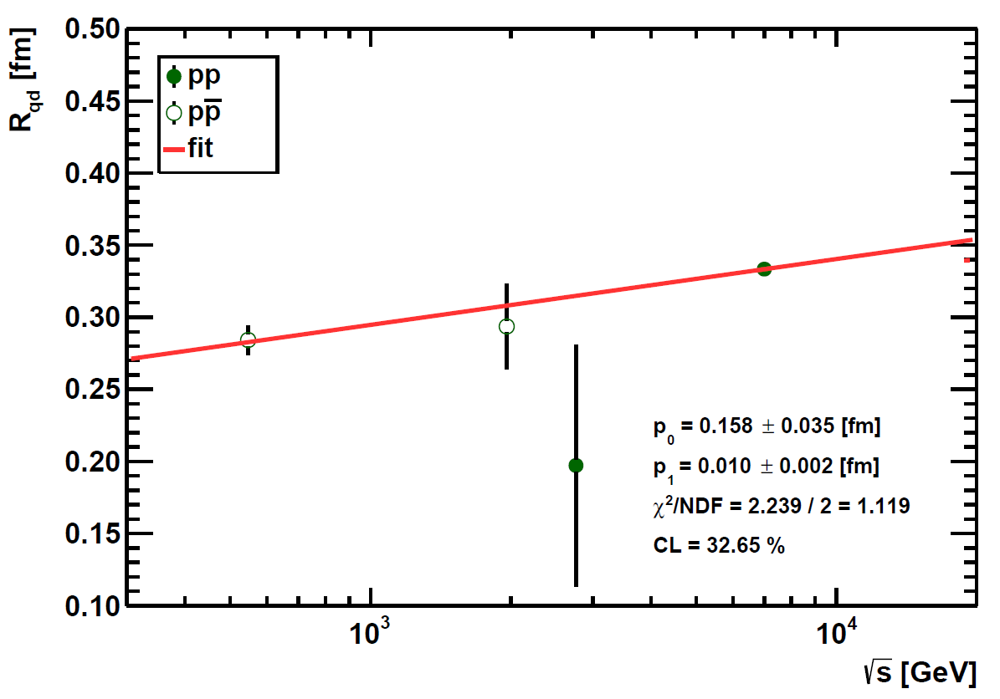 R_qd [fm]
0.50
0.45
0.40
0.35
0.30
0.25
0.20
0.15
0.10
pp
pp̅
fit
p₀ = 0.158 ± 0.035 [fm]
p₁ = 0.010 ± 0.002 [fm]
χ²/NDF = 2.239 / 2 = 1.119
CL = 32.65 %
10³
10⁴
√s [GeV]